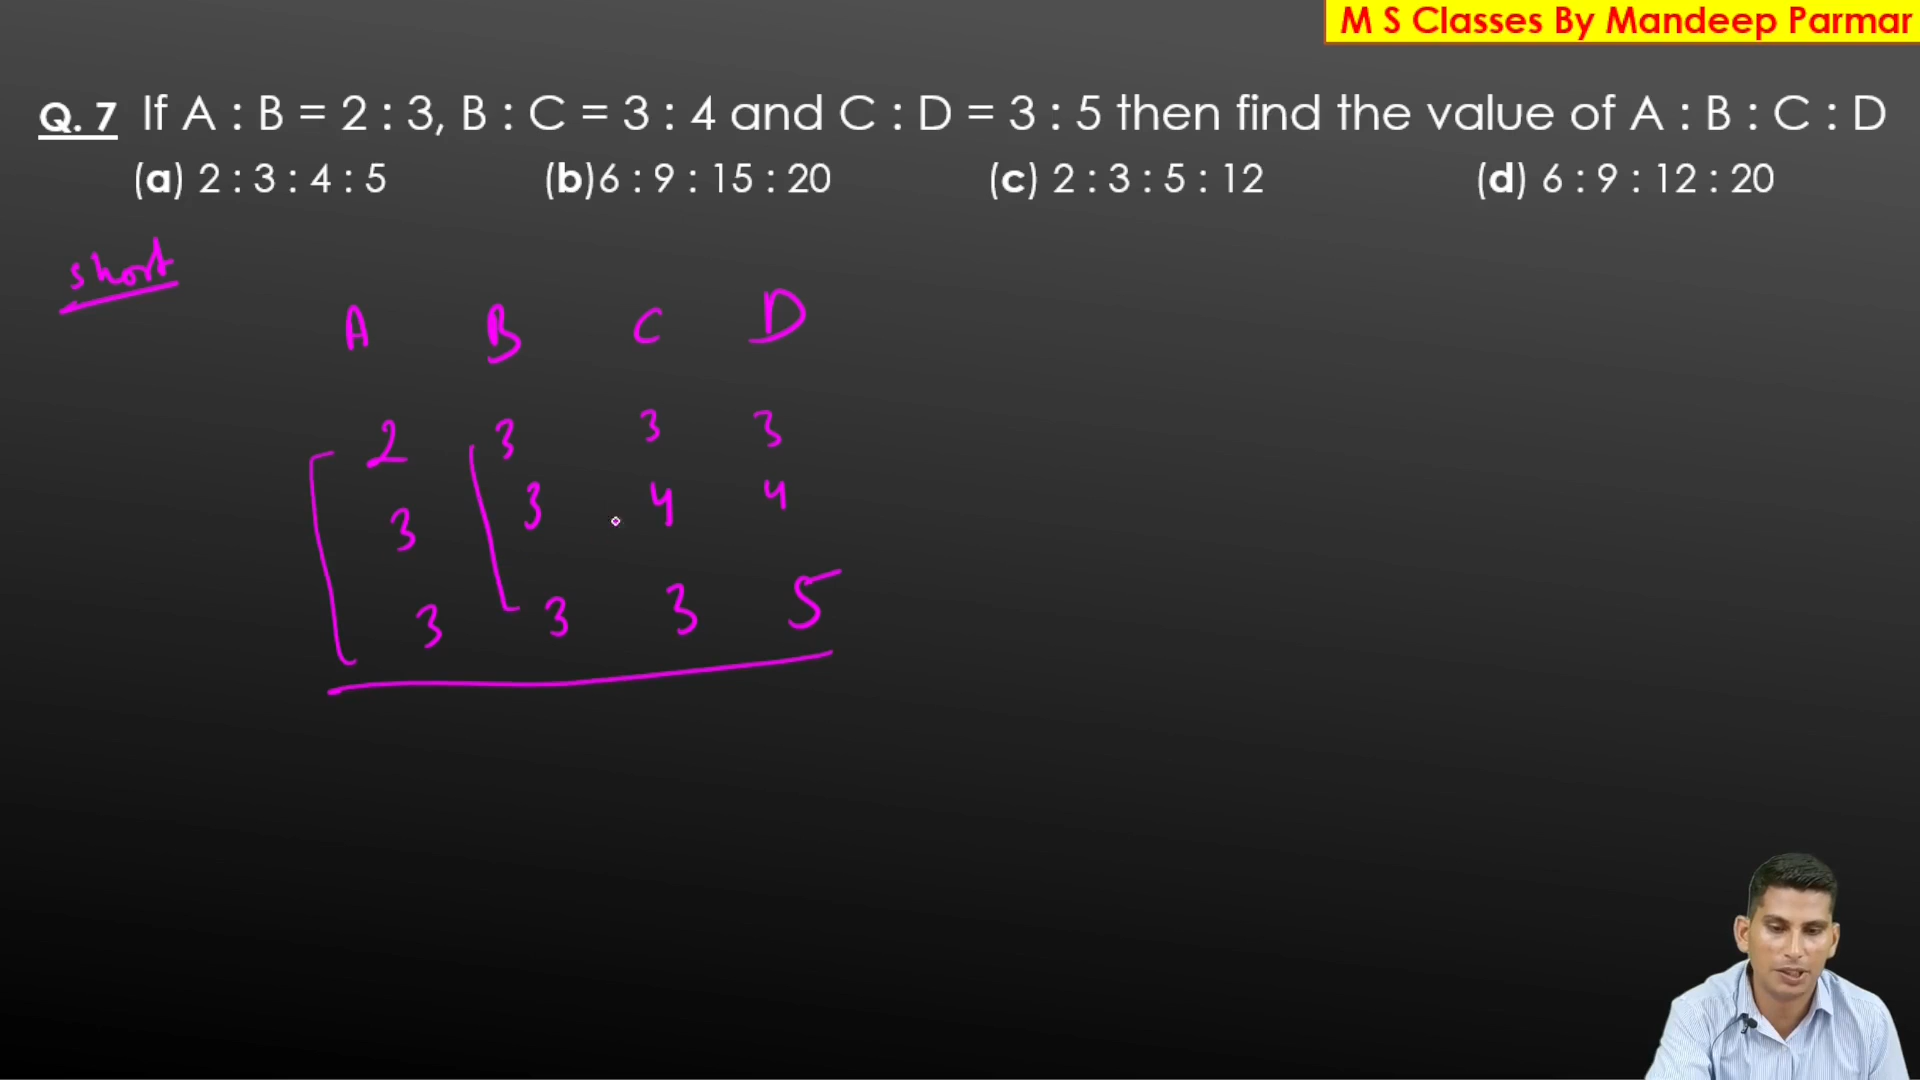 M S Classes By Mandeep Parmar
Q. 7 If A : B = 2 : 3, B : C = 3 : 4 and C : D = 3 : 5 then find the value of A : B : C : D
(a) 2 : 3 : 4 : 5 (b)6 : 9 : 15 : 20 (c) 2 : 3 : 5 : 12 (d) 6 : 9 : 12 : 20
short
A B C D
2 3 3 3
3 3 4 4
3 3 3 5